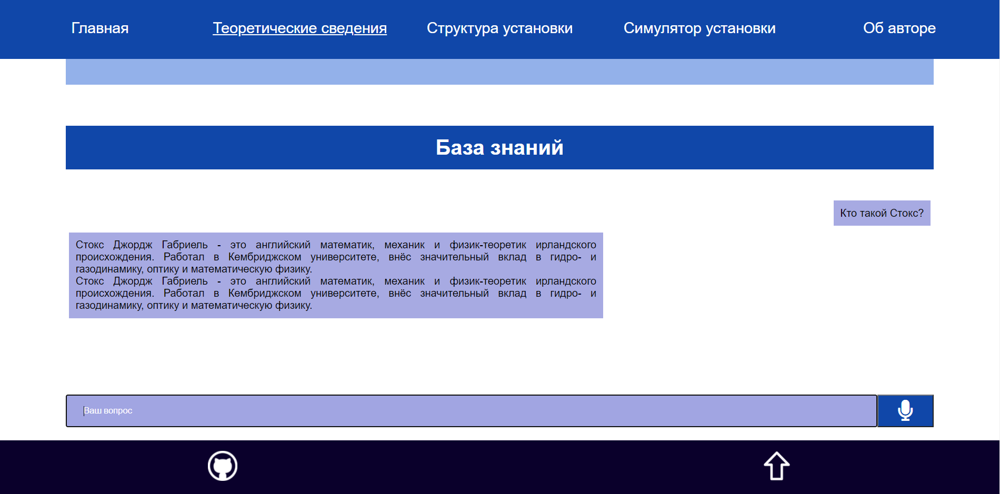 Главная Теоретические сведения Структура установки Симулятор установки Об авторе
База знаний
Кто такой Стокс?
Стокс Джордж Габриель - это английский математик, механик и физик-теоретик ирландского
происхождения. Работал в Кембриджском университете, внёс значительный вклад в гидро- и
газодинамику, оптику и математическую физику.
Стокс Джордж Габриель - это английский математик, механик и физик-теоретик ирландского
происхождения. Работал в Кембриджском университете, внёс значительный вклад в гидро- и
газодинамику, оптику и математическую физику.
Ваш вопрос